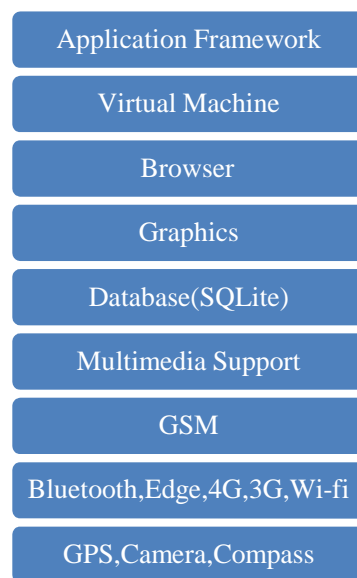 Application Framework
Virtual Machine
Browser
Graphics
Database(SQLite)
Multimedia Support
GSM
Bluetooth,Edge,4G,3G,Wi-fi
GPS,Camera,Compass